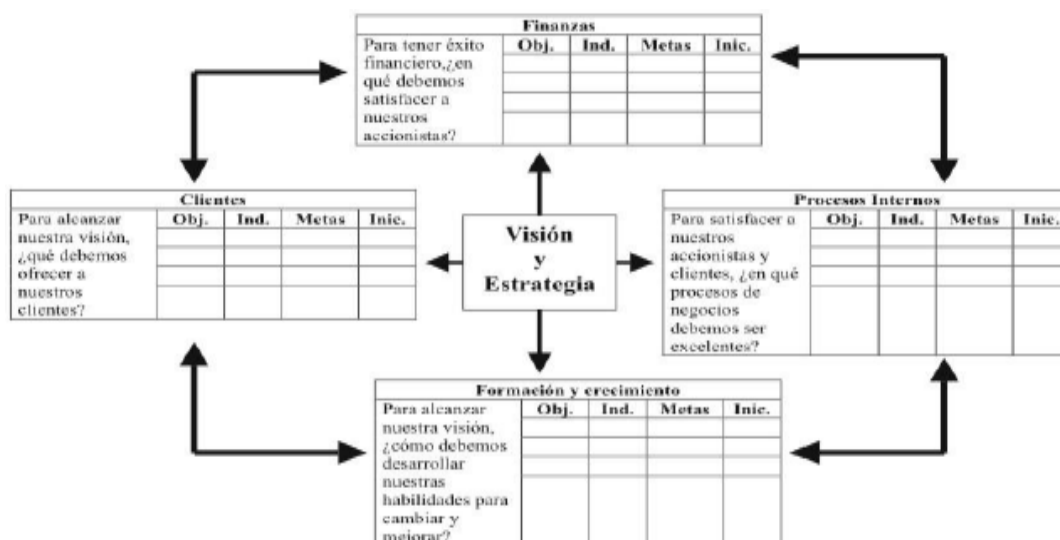 Finanzas
Para tener éxito
financiero,¿en
qué debemos
satisfacer a
nuestros
accionistas?
Obj. Ind. Metas Inic.
Clientes
Para alcanzar
nuestra visión,
¿qué debemos
ofrecer a
nuestros
clientes?
Obj. Ind. Metas Inic.
Visión
y
Estrategia
Procesos Internos
Para satisfacer a
nuestros
accionistas y
clientes, ¿en qué
procesos de
negocios
debemos ser
excelentes?
Obj. Ind. Metas Inic.
Formación y crecimiento
Para alcanzar
nuestra visión,
¿cómo debemos
desarrollar
nuestras
habilidades para
cambiar y
mejorar?
Obj. Ind. Metas Inic.